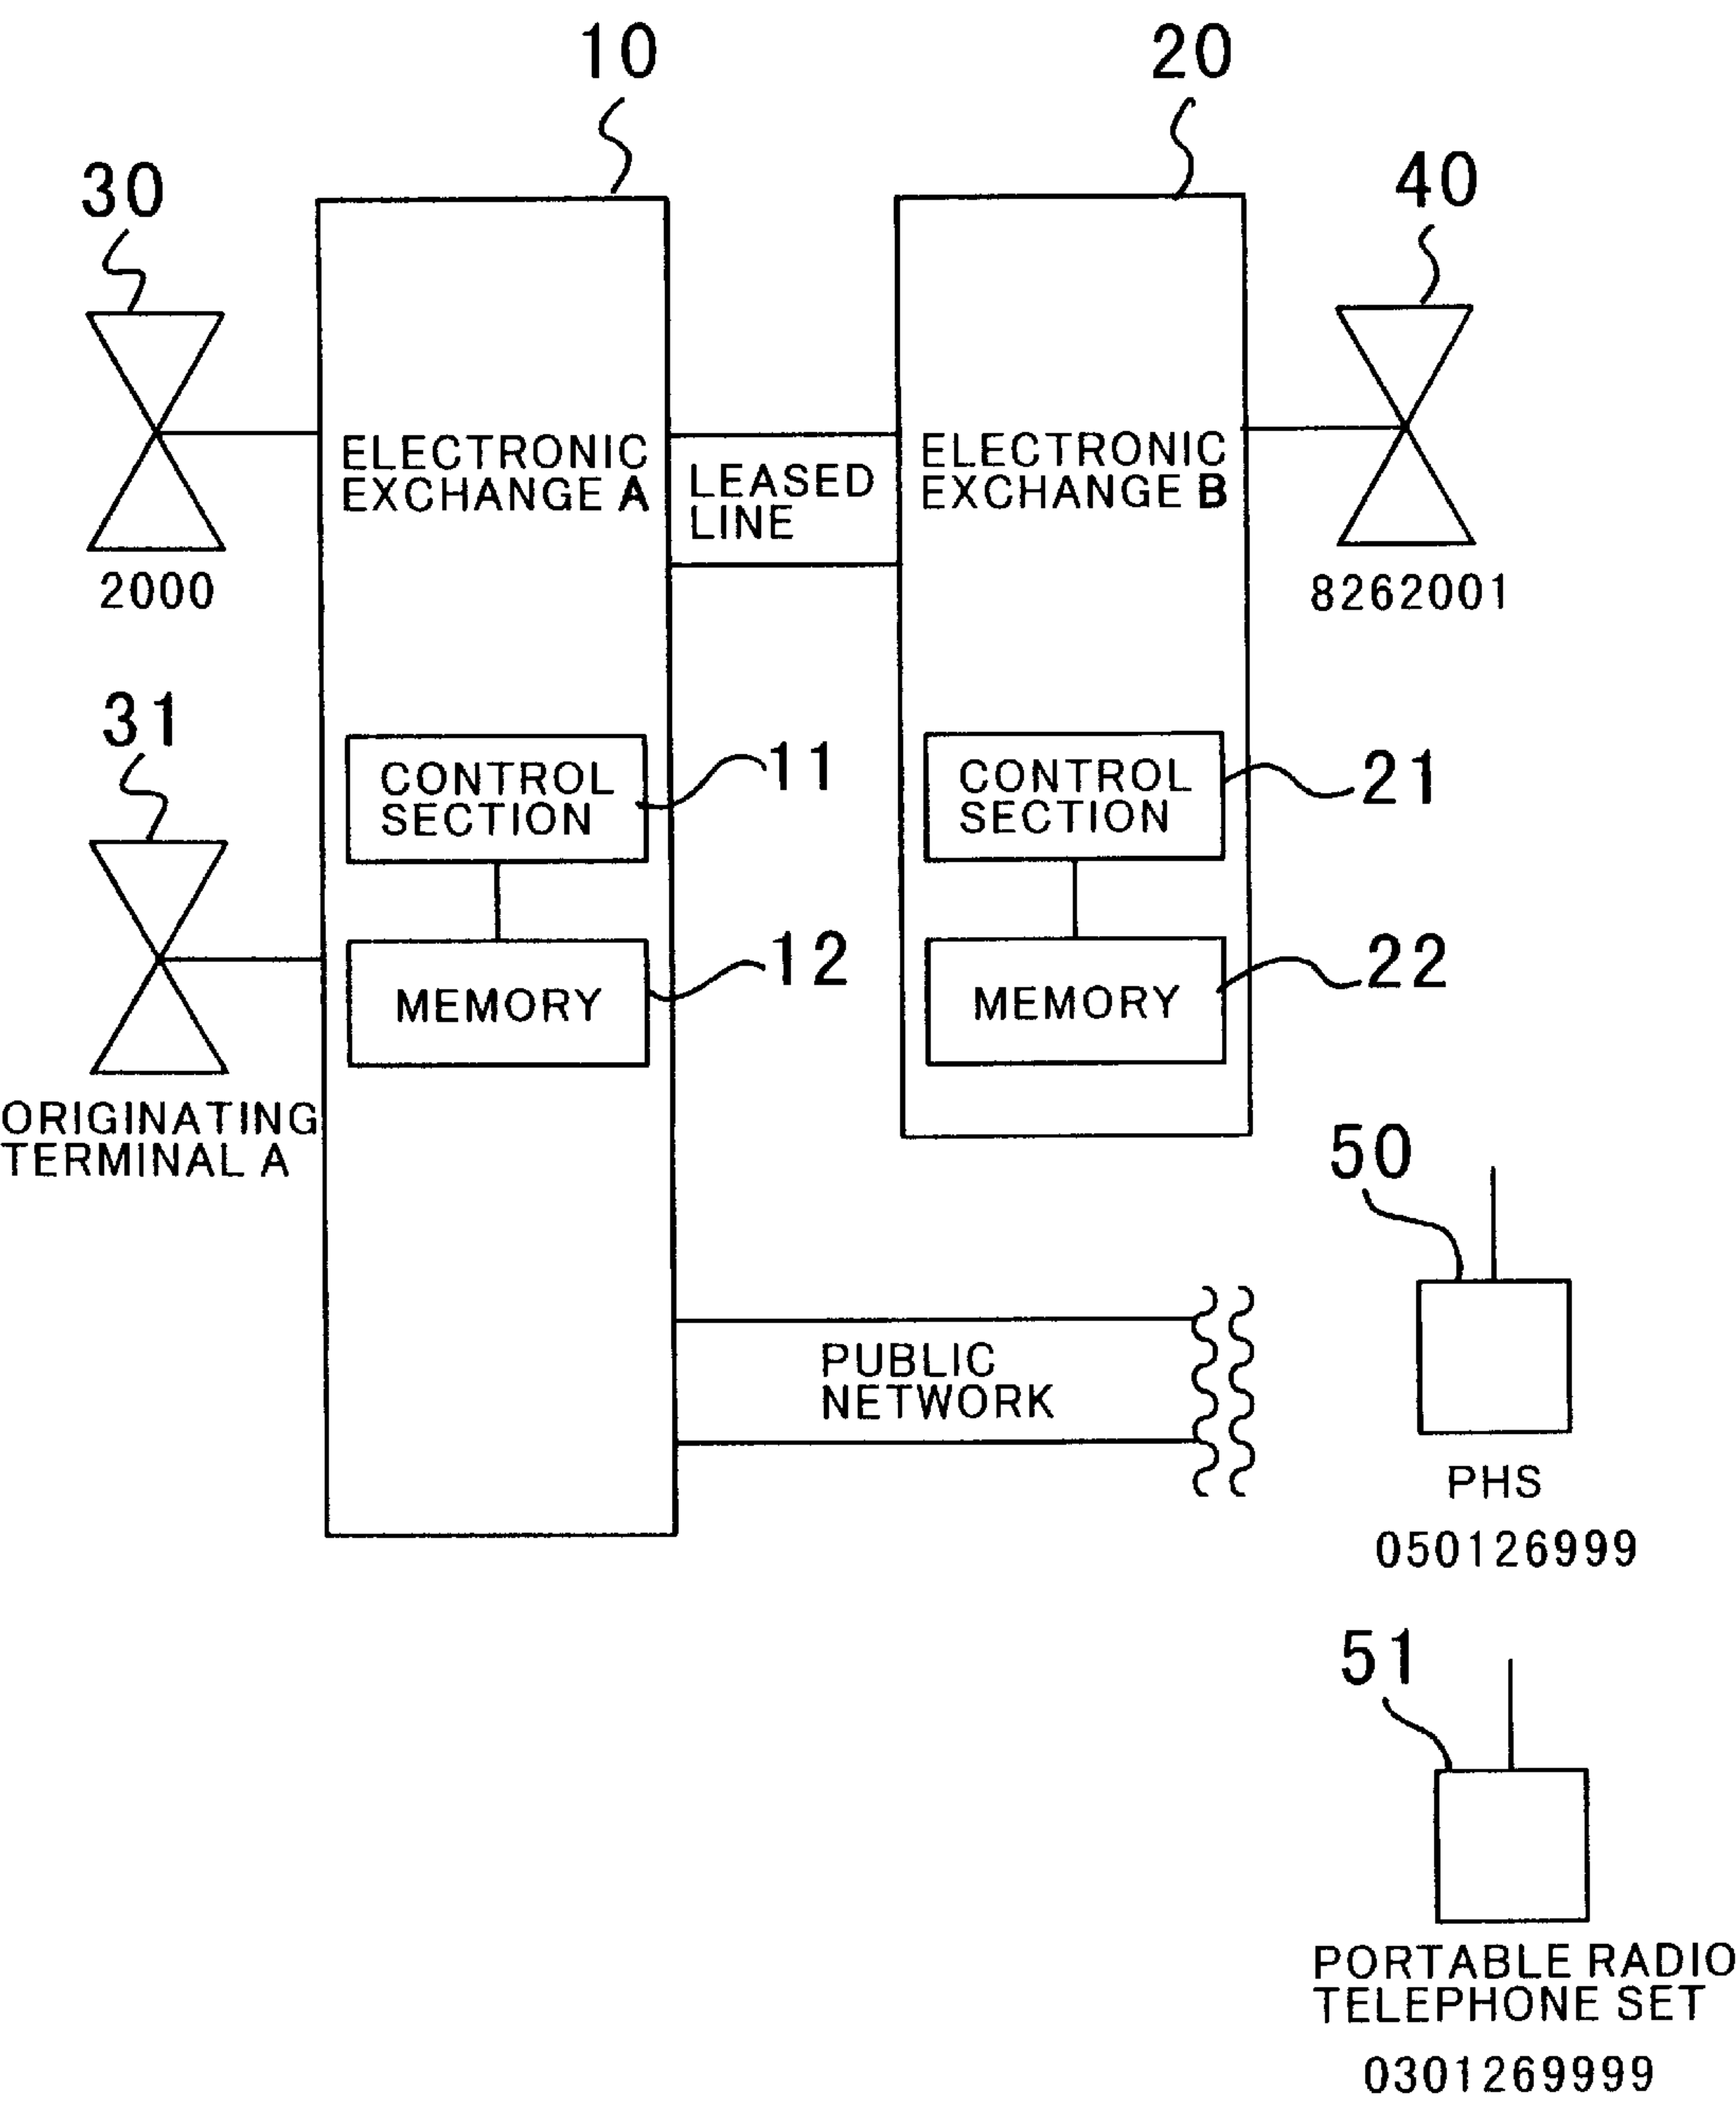 10
20
30
40
ELECTRONIC
EXCHANGE A
LEASED
LINE
ELECTRONIC
EXCHANGE B
2000
8262001
31
CONTROL
SECTION
11
CONTROL
SECTION
21
MEMORY
12
MEMORY
22
ORIGINATING
TERMINAL A
50
PUBLIC
NETWORK
PHS
050126999
51
PORTABLE RADIO
TELEPHONE SET
0301269999